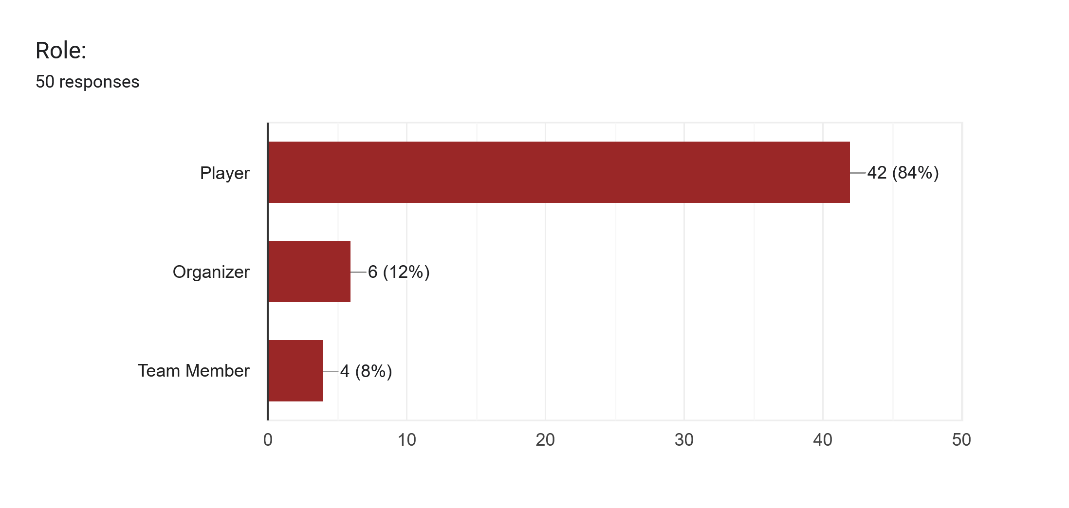 Role:
50 responses
Player
42 (84%)
Organizer
6 (12%)
Team Member
4 (8%)
0
10
20
30
40
50